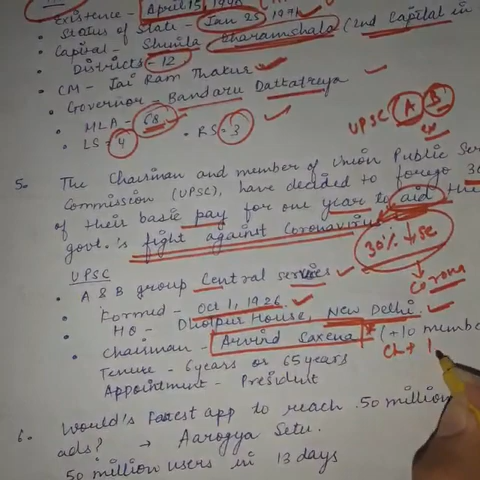 • Existence - April 15, 1948
• Status of State - Jan 25, 1971
• Capital - Shimla Dharamshala (2nd Capital in
• Districts - 12
• CM - Jai Ram Thakur
• Governor - Bandaru Dattatreya
• MLA - 68
• LS - 4 • RS - 3
UPSC A B
5. The Chairman and member of Union Public Ser
Commission (UPSC), have decided to forego 30
of their basic pay for one year to aid the
govt.'s fight against Coronavirus
30% ↓se
Corona
UPSC
• A & B group Central services
• Formed - Oct 1, 1926
• HQ - Dholpur House, New Delhi
• Chairman - Arvind Saxena * (+10 membe
Ch + 1
Tenure - 6 years or 65 years
Appointment - President
6. World's Fastest app to reach 50 million
ads? → Aarogya Setu.
50 million users in 13 days